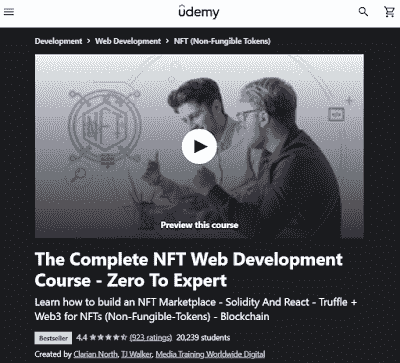 udemy
Development > Web Development > NFT (Non-Fungible Tokens)
NFT
NFT
Preview this course
The Complete NFT Web Development
Course - Zero To Expert
Learn how to build an NFT Marketplace - Solidity And React - Truffle +
Web3 for NFTs (Non-Fungible-Tokens) - Blockchain
Bestseller 4.4 (923 ratings) 20,239 students
Created by Clarian North, TJ Walker, Media Training Worldwide Digital